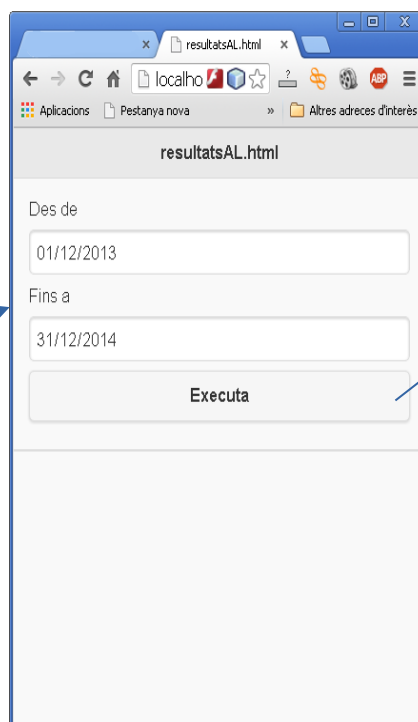 resultatsAL.html
localho
ABP
Aplicacions Pestanya nova » Altres adreces d'interès
resultatsAL.html
Des de
01/12/2013
Fins a
31/12/2014
Executa